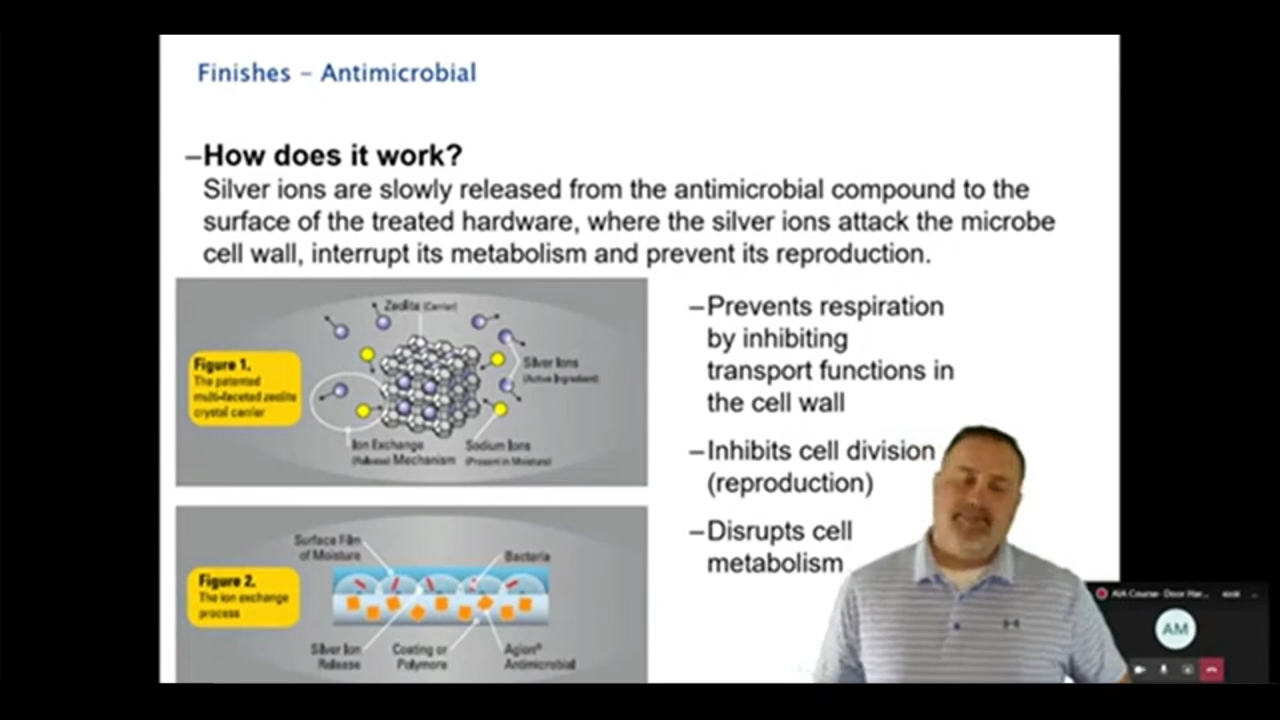 Finishes – Antimicrobial
–How does it work?
Silver ions are slowly released from the antimicrobial compound to the
surface of the treated hardware, where the silver ions attack the microbe
cell wall, interrupt its metabolism and prevent its reproduction.
Zeolite (Carrier)
Figure 1.
The patented
multi-faceted zeolite
crystal carrier
Silver Ions
(Active Ingredient)
Ion Exchange
(Release) Mechanism
Sodium Ions
(Present in Moisture)
–Prevents respiration
by inhibiting
transport functions in
the cell wall
–Inhibits cell division
(reproduction)
–Disrupts cell
metabolism
Surface Film
of Moisture
Bacteria
Figure 2.
The ion exchange
process
Silver Ion
Release
Coating or
Polymore
Agion®
Antimicrobial
AIA Course- Door Har...
AM